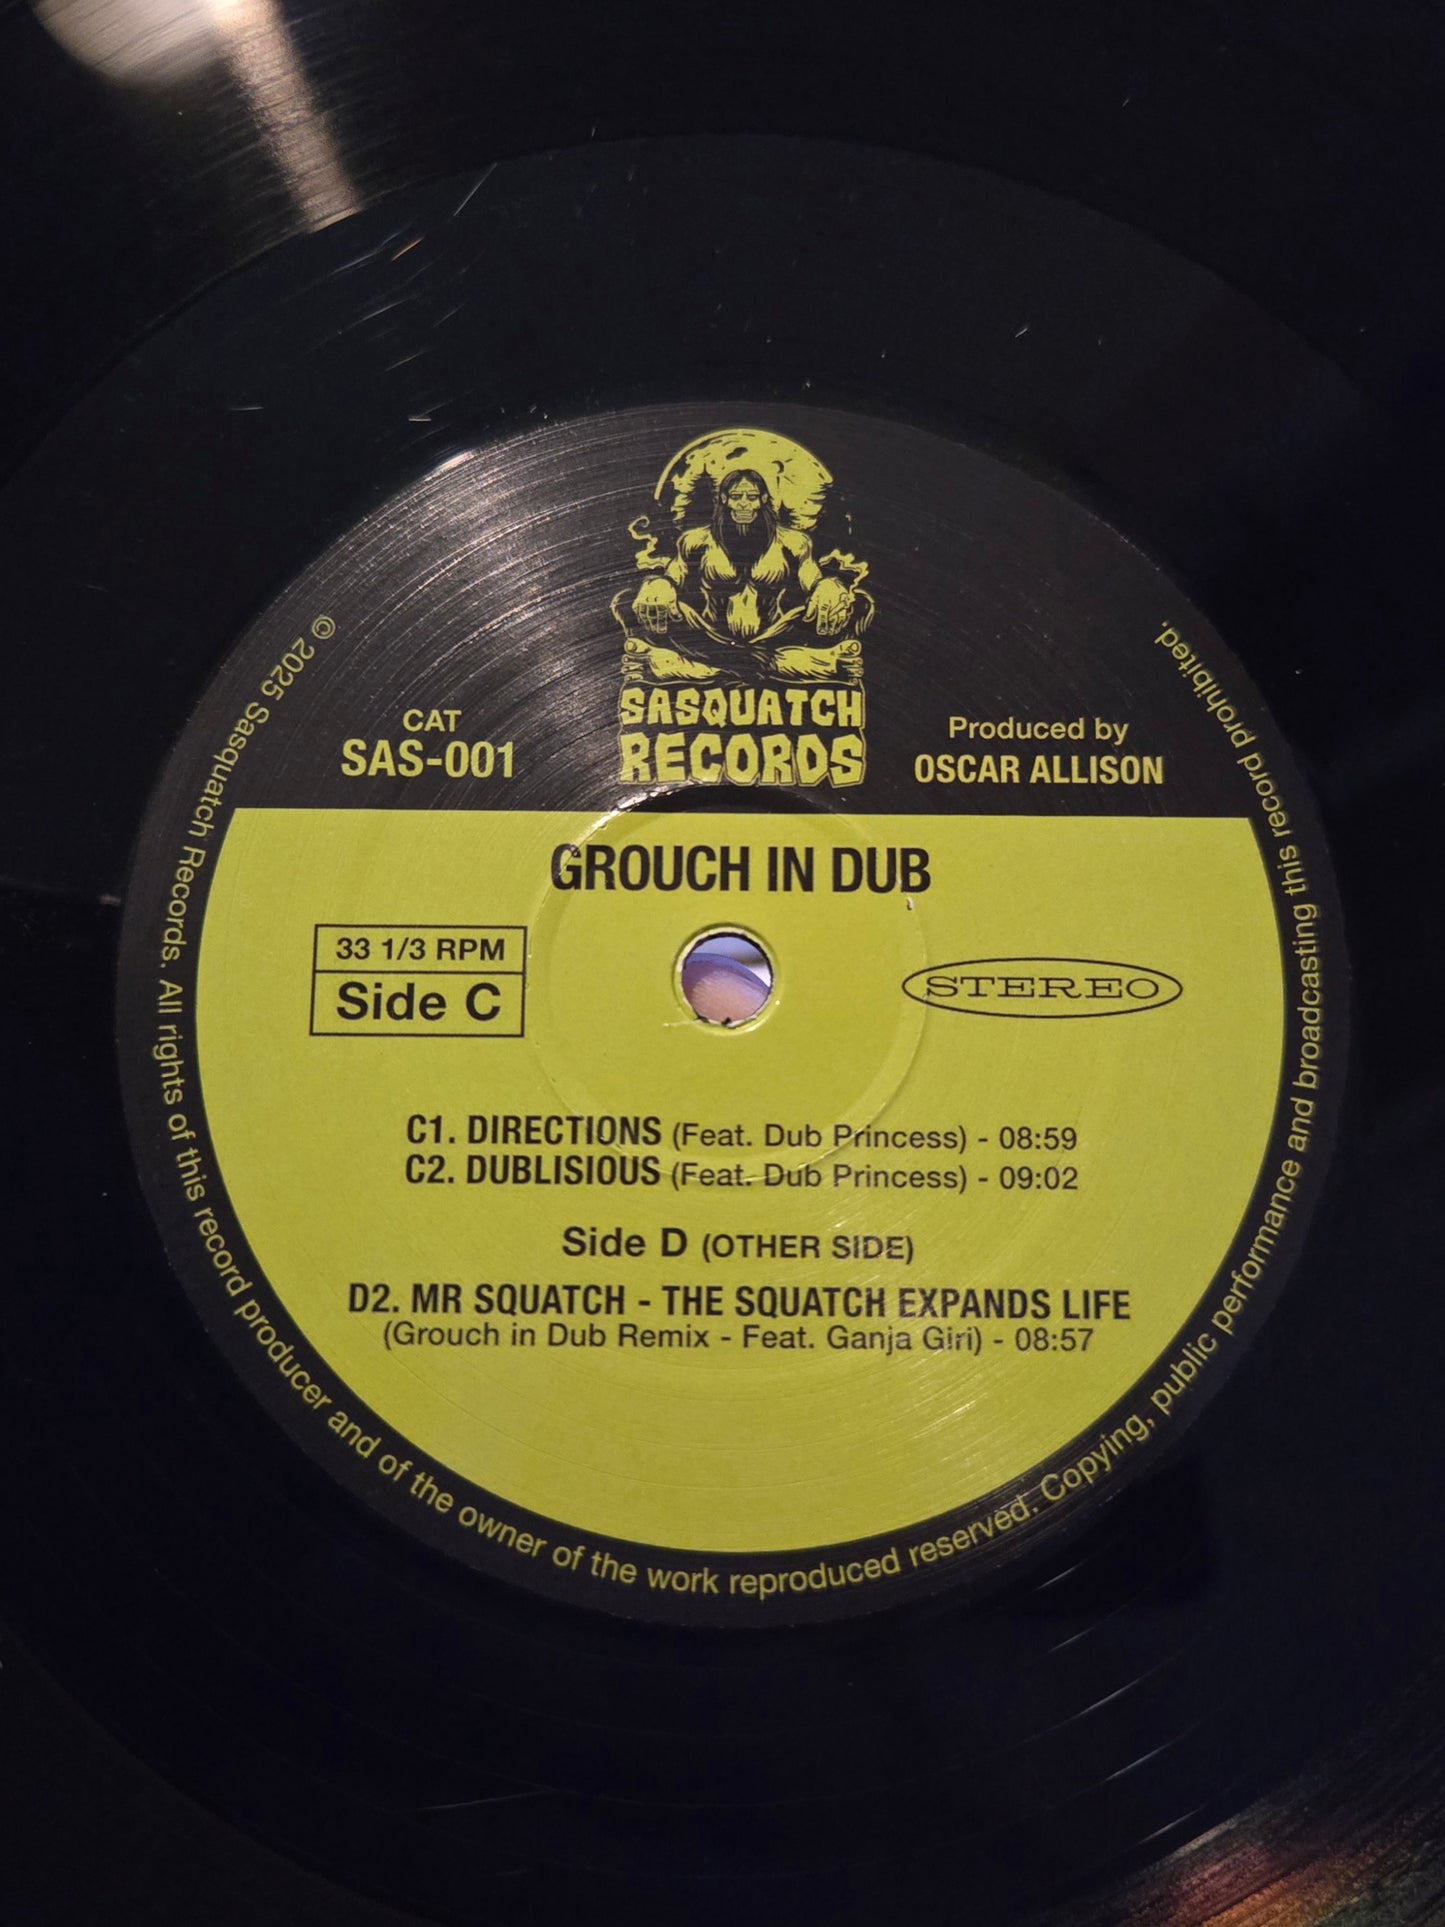 SASQUATCH
RECORDS
CAT
SAS-001
Produced by
OSCAR ALLISON
GROUCH IN DUB
33 1/3 RPM
Side C
STEREO
C1. DIRECTIONS (Feat. Dub Princess) - 08:59
C2. DUBLISIOUS (Feat. Dub Princess) - 09:02
Side D (OTHER SIDE)
D2. MR SQUATCH - THE SQUATCH EXPANDS LIFE
(Grouch in Dub Remix - Feat. Ganja Giri) - 08:57
© 2025 Sasquatch Records. All rights of this record producer and of the owner of the work reproduced reserved. Copying, public performance and broadcasting this record prohibited.